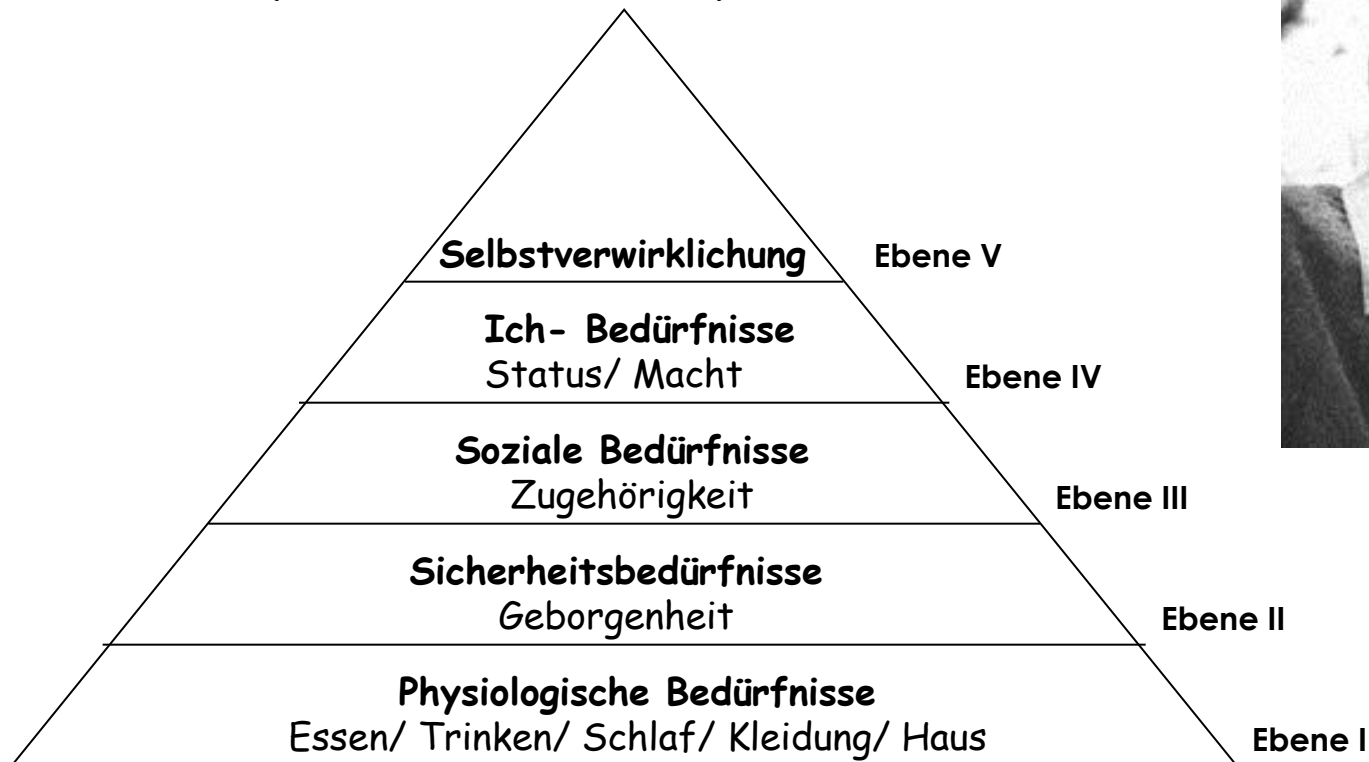 Selbstverwirklichung Ebene V
Ich- Bedürfnisse
Status/ Macht Ebene IV
Soziale Bedürfnisse
Zugehörigkeit Ebene III
Sicherheitsbedürfnisse
Geborgenheit Ebene II
Physiologische Bedürfnisse
Essen/ Trinken/ Schlaf/ Kleidung/ Haus Ebene I